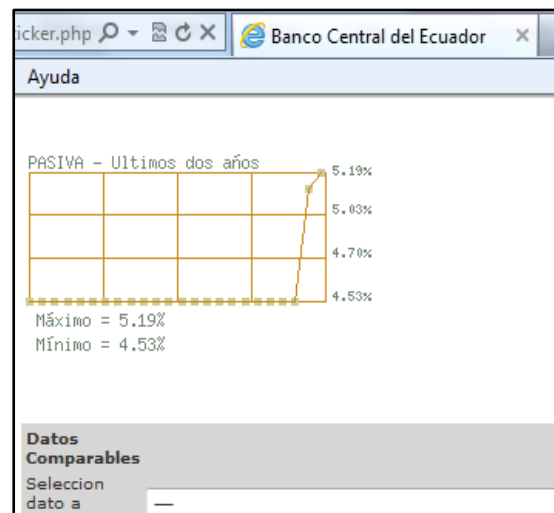 icker.php
Banco Central del Ecuador
Ayuda
PASIVA - Ultimos dos años
5.19%
5.03%
4.70%
4.53%
Máximo = 5.19%
Mínimo = 4.53%
Datos
Comparables
Seleccion
dato a
—